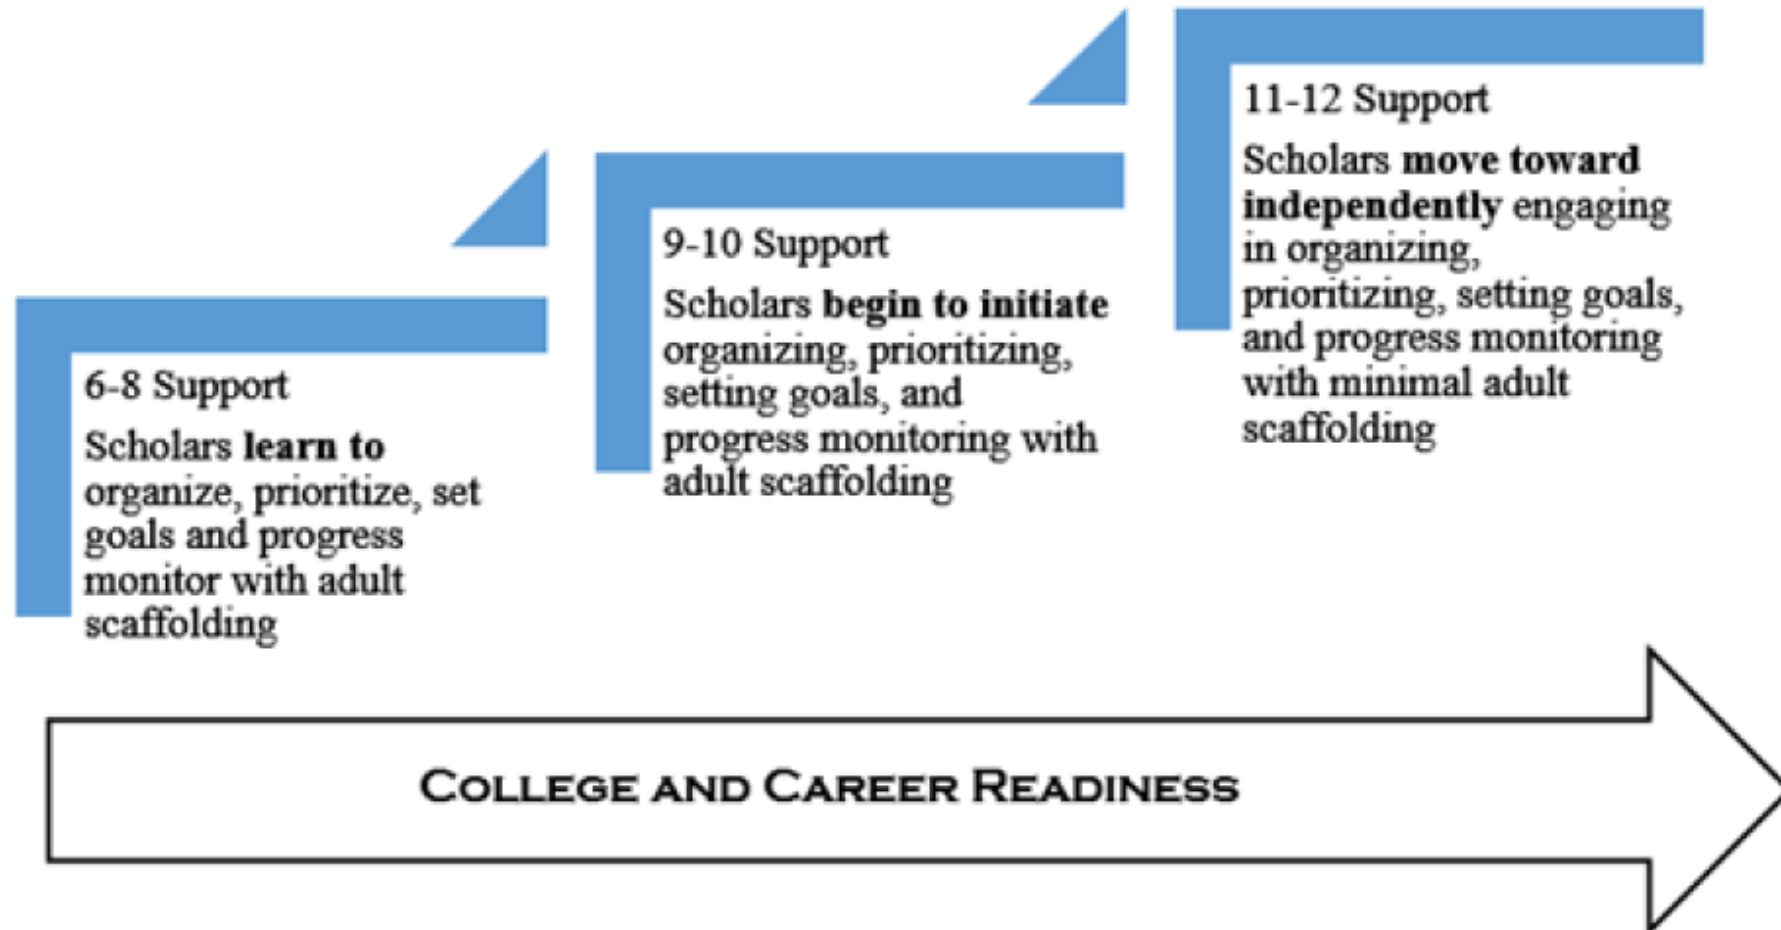 6-8 Support
Scholars learn to
organize, prioritize, set
goals and progress
monitor with adult
scaffolding
9-10 Support
Scholars begin to initiate
organizing, prioritizing,
setting goals, and
progress monitoring with
adult scaffolding
11-12 Support
Scholars move toward
independently engaging
in organizing,
prioritizing, setting goals,
and progress monitoring
with minimal adult
scaffolding
COLLEGE AND CAREER READINESS